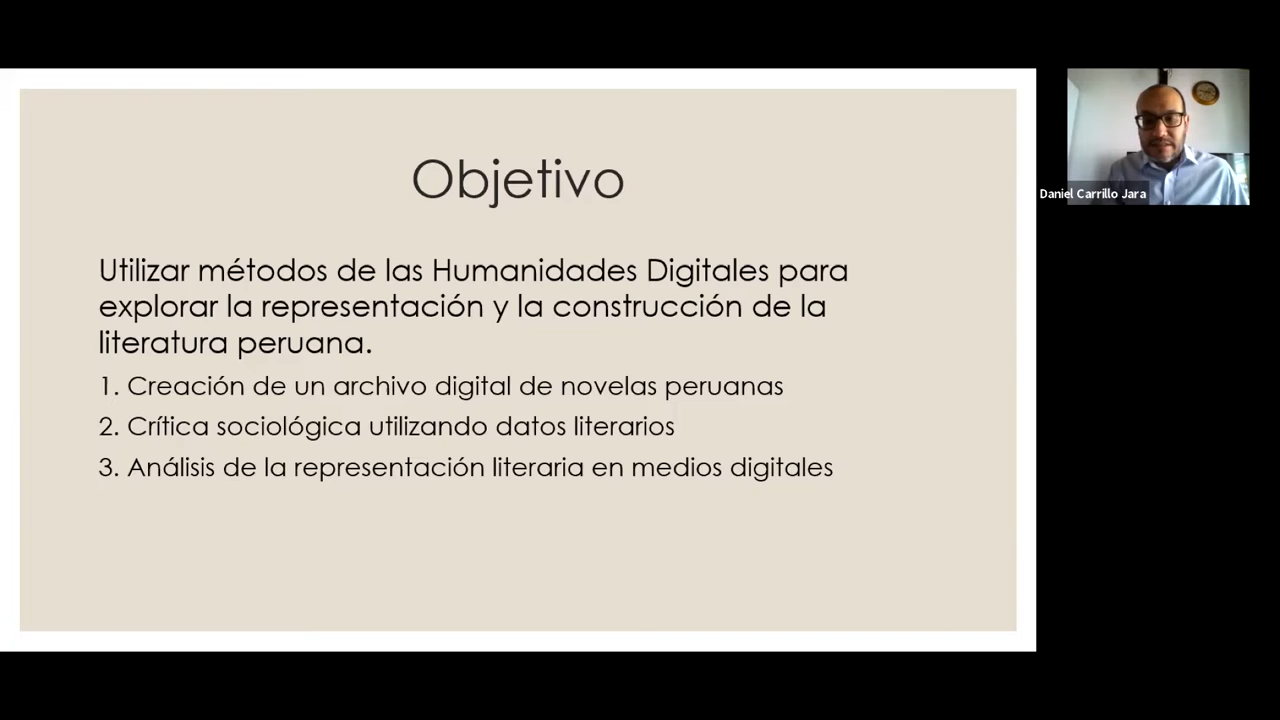 Objetivo
Utilizar métodos de las Humanidades Digitales para
explorar la representación y la construcción de la
literatura peruana.
1. Creación de un archivo digital de novelas peruanas
2. Crítica sociológica utilizando datos literarios
3. Análisis de la representación literaria en medios digitales
Daniel Carrillo Jara